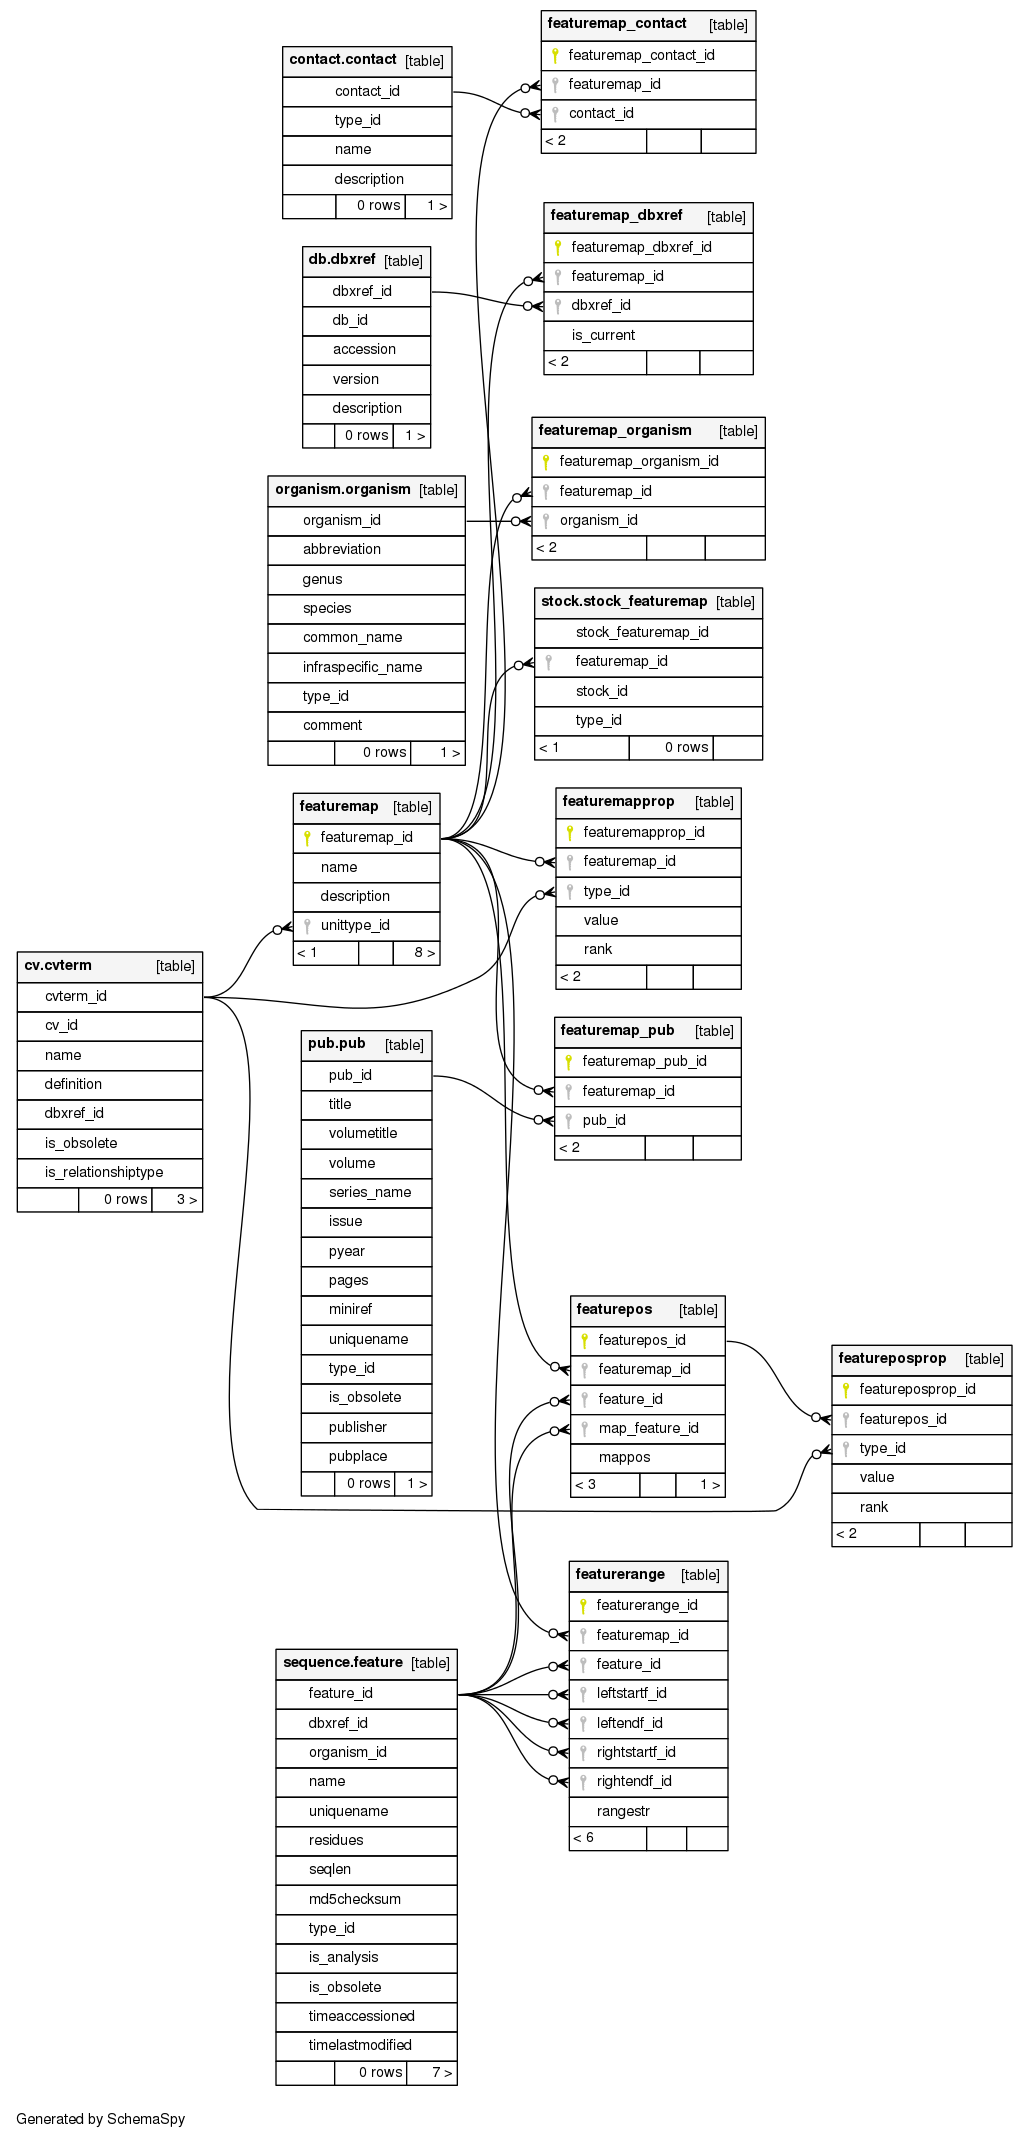 featuremap_contact [table]
featuremap_contact_id
featuremap_id
contact_id
< 2
contact.contact [table]
contact_id
type_id
name
description
0 rows 1 >
featuremap_dbxref [table]
featuremap_dbxref_id
featuremap_id
dbxref_id
is_current
< 2
db.dbxref [table]
dbxref_id
db_id
accession
version
description
0 rows 1 >
featuremap_organism [table]
featuremap_organism_id
featuremap_id
organism_id
< 2
organism.organism [table]
organism_id
abbreviation
genus
species
common_name
infraspecific_name
type_id
comment
0 rows 1 >
stock.stock_featuremap [table]
stock_featuremap_id
featuremap_id
stock_id
type_id
< 1 0 rows
featuremap [table]
featuremap_id
name
description
unittype_id
< 1 8 >
featuremapprop [table]
featuremapprop_id
featuremap_id
type_id
value
rank
< 2
cv.cvterm [table]
cvterm_id
cv_id
name
definition
dbxref_id
is_obsolete
is_relationshiptype
0 rows 3 >
featuremap_pub [table]
featuremap_pub_id
featuremap_id
pub_id
< 2
pub.pub [table]
pub_id
title
volumetitle
volume
series_name
issue
pyear
pages
miniref
uniquename
type_id
is_obsolete
publisher
pubplace
0 rows 1 >
featurepos [table]
featurepos_id
featuremap_id
feature_id
map_feature_id
mappos
< 3 1 >
featureposprop [table]
featureposprop_id
featurepos_id
type_id
value
rank
< 2
featurerange [table]
featurerange_id
featuremap_id
feature_id
leftstartf_id
leftendf_id
rightstartf_id
rightendf_id
rangestr
< 6
sequence.feature [table]
feature_id
dbxref_id
organism_id
name
uniquename
residues
seqlen
md5checksum
type_id
is_analysis
is_obsolete
timeaccessioned
timelastmodified
0 rows 7 >
Generated by SchemaSpy